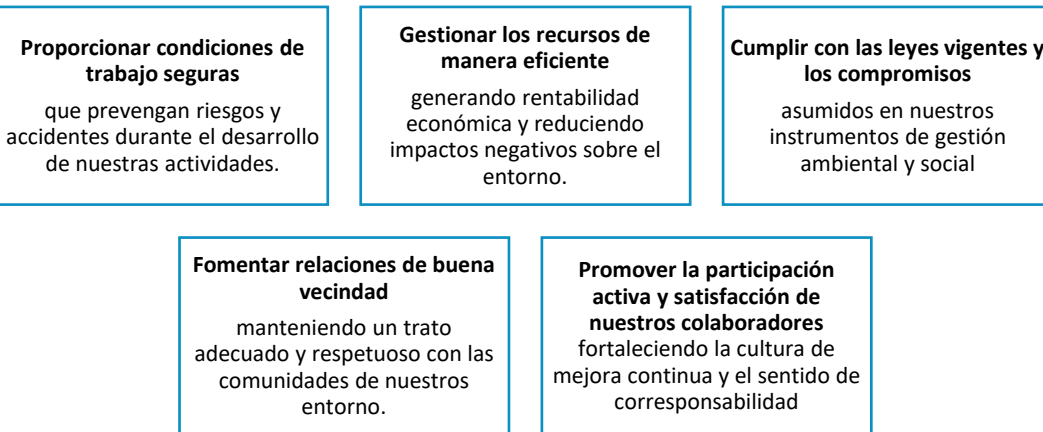 Proporcionar condiciones de
trabajo seguras
que prevengan riesgos y
accidentes durante el desarrollo
de nuestras actividades.
Gestionar los recursos de
manera eficiente
generando rentabilidad
económica y reduciendo
impactos negativos sobre el
entorno.
Cumplir con las leyes vigentes y
los compromisos
asumidos en nuestros
instrumentos de gestión
ambiental y social
Fomentar relaciones de buena
vecindad
manteniendo un trato
adecuado y respetuoso con las
comunidades de nuestros
entorno.
Promover la participación
activa y satisfacción de
nuestros colaboradores
fortaleciendo la cultura de
mejora continua y el sentido de
corresponsabilidad